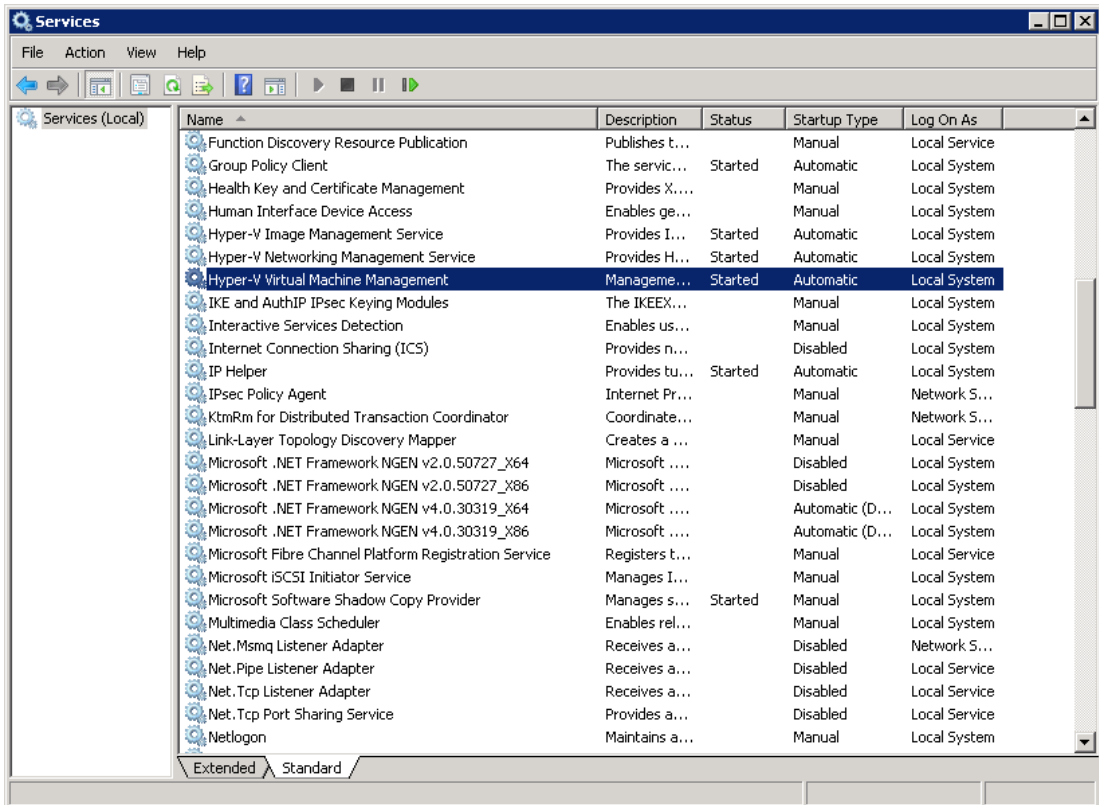 Services
File Action View Help
Services (Local)
Name Description Status Startup Type Log On As
Function Discovery Resource Publication Publishes t... Manual Local Service
Group Policy Client The servic... Started Automatic Local System
Health Key and Certificate Management Provides X.... Manual Local System
Human Interface Device Access Enables ge... Manual Local System
Hyper-V Image Management Service Provides I... Started Automatic Local System
Hyper-V Networking Management Service Provides H... Started Automatic Local System
Hyper-V Virtual Machine Management Manageme... Started Automatic Local System
IKE and AuthIP IPsec Keying Modules The IKEEX... Manual Local System
Interactive Services Detection Enables us... Manual Local System
Internet Connection Sharing (ICS) Provides n... Disabled Local System
IP Helper Provides tu... Started Automatic Local System
IPsec Policy Agent Internet Pr... Manual Network S...
KtmRm for Distributed Transaction Coordinator Coordinate... Manual Network S...
Link-Layer Topology Discovery Mapper Creates a ... Manual Local Service
Microsoft .NET Framework NGEN v2.0.50727_X64 Microsoft .... Disabled Local System
Microsoft .NET Framework NGEN v2.0.50727_X86 Microsoft .... Disabled Local System
Microsoft .NET Framework NGEN v4.0.30319_X64 Microsoft .... Automatic (D... Local System
Microsoft .NET Framework NGEN v4.0.30319_X86 Microsoft .... Automatic (D... Local System
Microsoft Fibre Channel Platform Registration Service Registers t... Manual Local Service
Microsoft iSCSI Initiator Service Manages I... Manual Local System
Microsoft Software Shadow Copy Provider Manages s... Started Manual Local System
Multimedia Class Scheduler Enables rel... Manual Local System
Net.Msmq Listener Adapter Receives a... Disabled Network S...
Net.Pipe Listener Adapter Receives a... Disabled Local Service
Net.Tcp Listener Adapter Receives a... Disabled Local Service
Net.Tcp Port Sharing Service Provides a... Disabled Local Service
Netlogon Maintains a... Manual Local System
Extended Standard